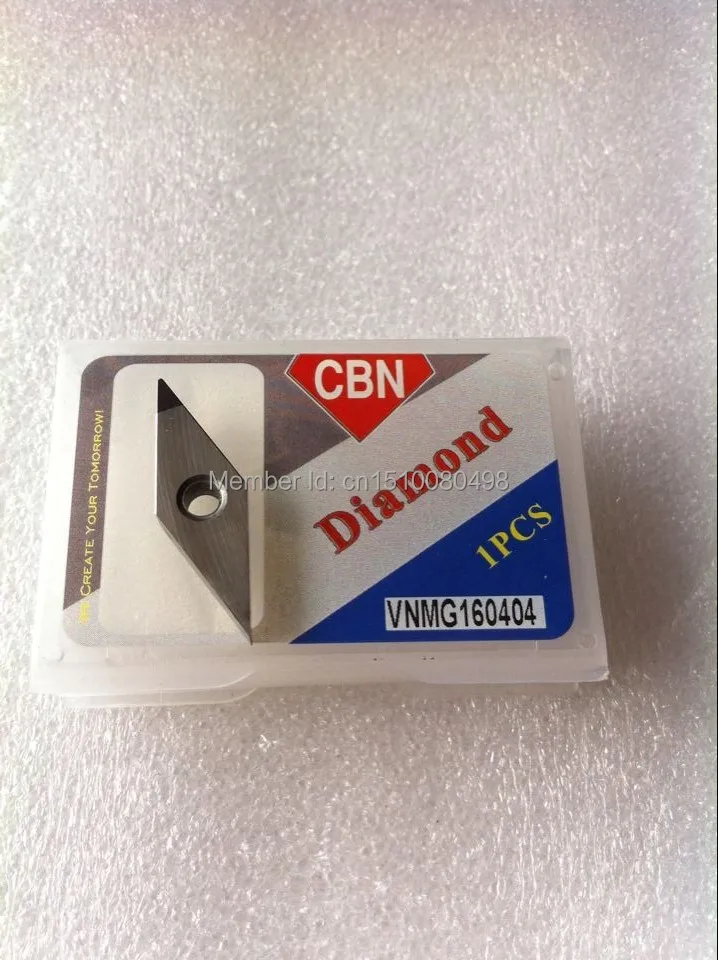 CBN
Diamond
Member Id: cn1510080498
1PCS
VNMG160404
CREATE YOUR TOMORROW!